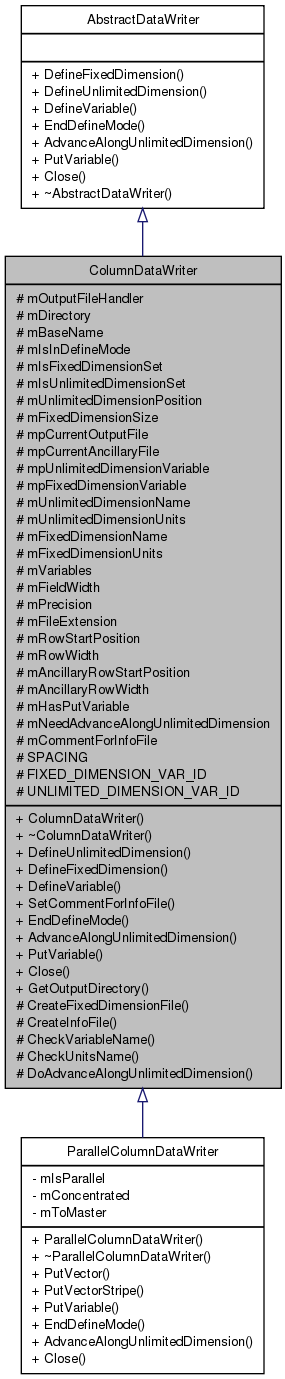 AbstractDataWriter
+ DefineFixedDimension()
+ DefineUnlimitedDimension()
+ DefineVariable()
+ EndDefineMode()
+ AdvanceAlongUnlimitedDimension()
+ PutVariable()
+ Close()
+ ~AbstractDataWriter()
ColumnDataWriter
# mOutputFileHandler
# mDirectory
# mBaseName
# mIsInDefineMode
# mIsFixedDimensionSet
# mIsUnlimitedDimensionSet
# mUnlimitedDimensionPosition
# mFixedDimensionSize
# mpCurrentOutputFile
# mpCurrentAncillaryFile
# mpUnlimitedDimensionVariable
# mpFixedDimensionVariable
# mUnlimitedDimensionName
# mUnlimitedDimensionUnits
# mFixedDimensionName
# mFixedDimensionUnits
# mVariables
# mFieldWidth
# mPrecision
# mFileExtension
# mRowStartPosition
# mRowWidth
# mAncillaryRowStartPosition
# mAncillaryRowWidth
# mHasPutVariable
# mNeedAdvanceAlongUnlimitedDimension
# mCommentForInfoFile
# SPACING
# FIXED_DIMENSION_VAR_ID
# UNLIMITED_DIMENSION_VAR_ID
+ ColumnDataWriter()
+ ~ColumnDataWriter()
+ DefineUnlimitedDimension()
+ DefineFixedDimension()
+ DefineVariable()
+ SetCommentForInfoFile()
+ EndDefineMode()
+ AdvanceAlongUnlimitedDimension()
+ PutVariable()
+ Close()
+ GetOutputDirectory()
# CreateFixedDimensionFile()
# CreateInfoFile()
# CheckVariableName()
# CheckUnitsName()
# DoAdvanceAlongUnlimitedDimension()
ParallelColumnDataWriter
- mIsParallel
- mConcentrated
- mToMaster
+ ParallelColumnDataWriter()
+ ~ParallelColumnDataWriter()
+ PutVector()
+ PutVectorStripe()
+ PutVariable()
+ EndDefineMode()
+ AdvanceAlongUnlimitedDimension()
+ Close()